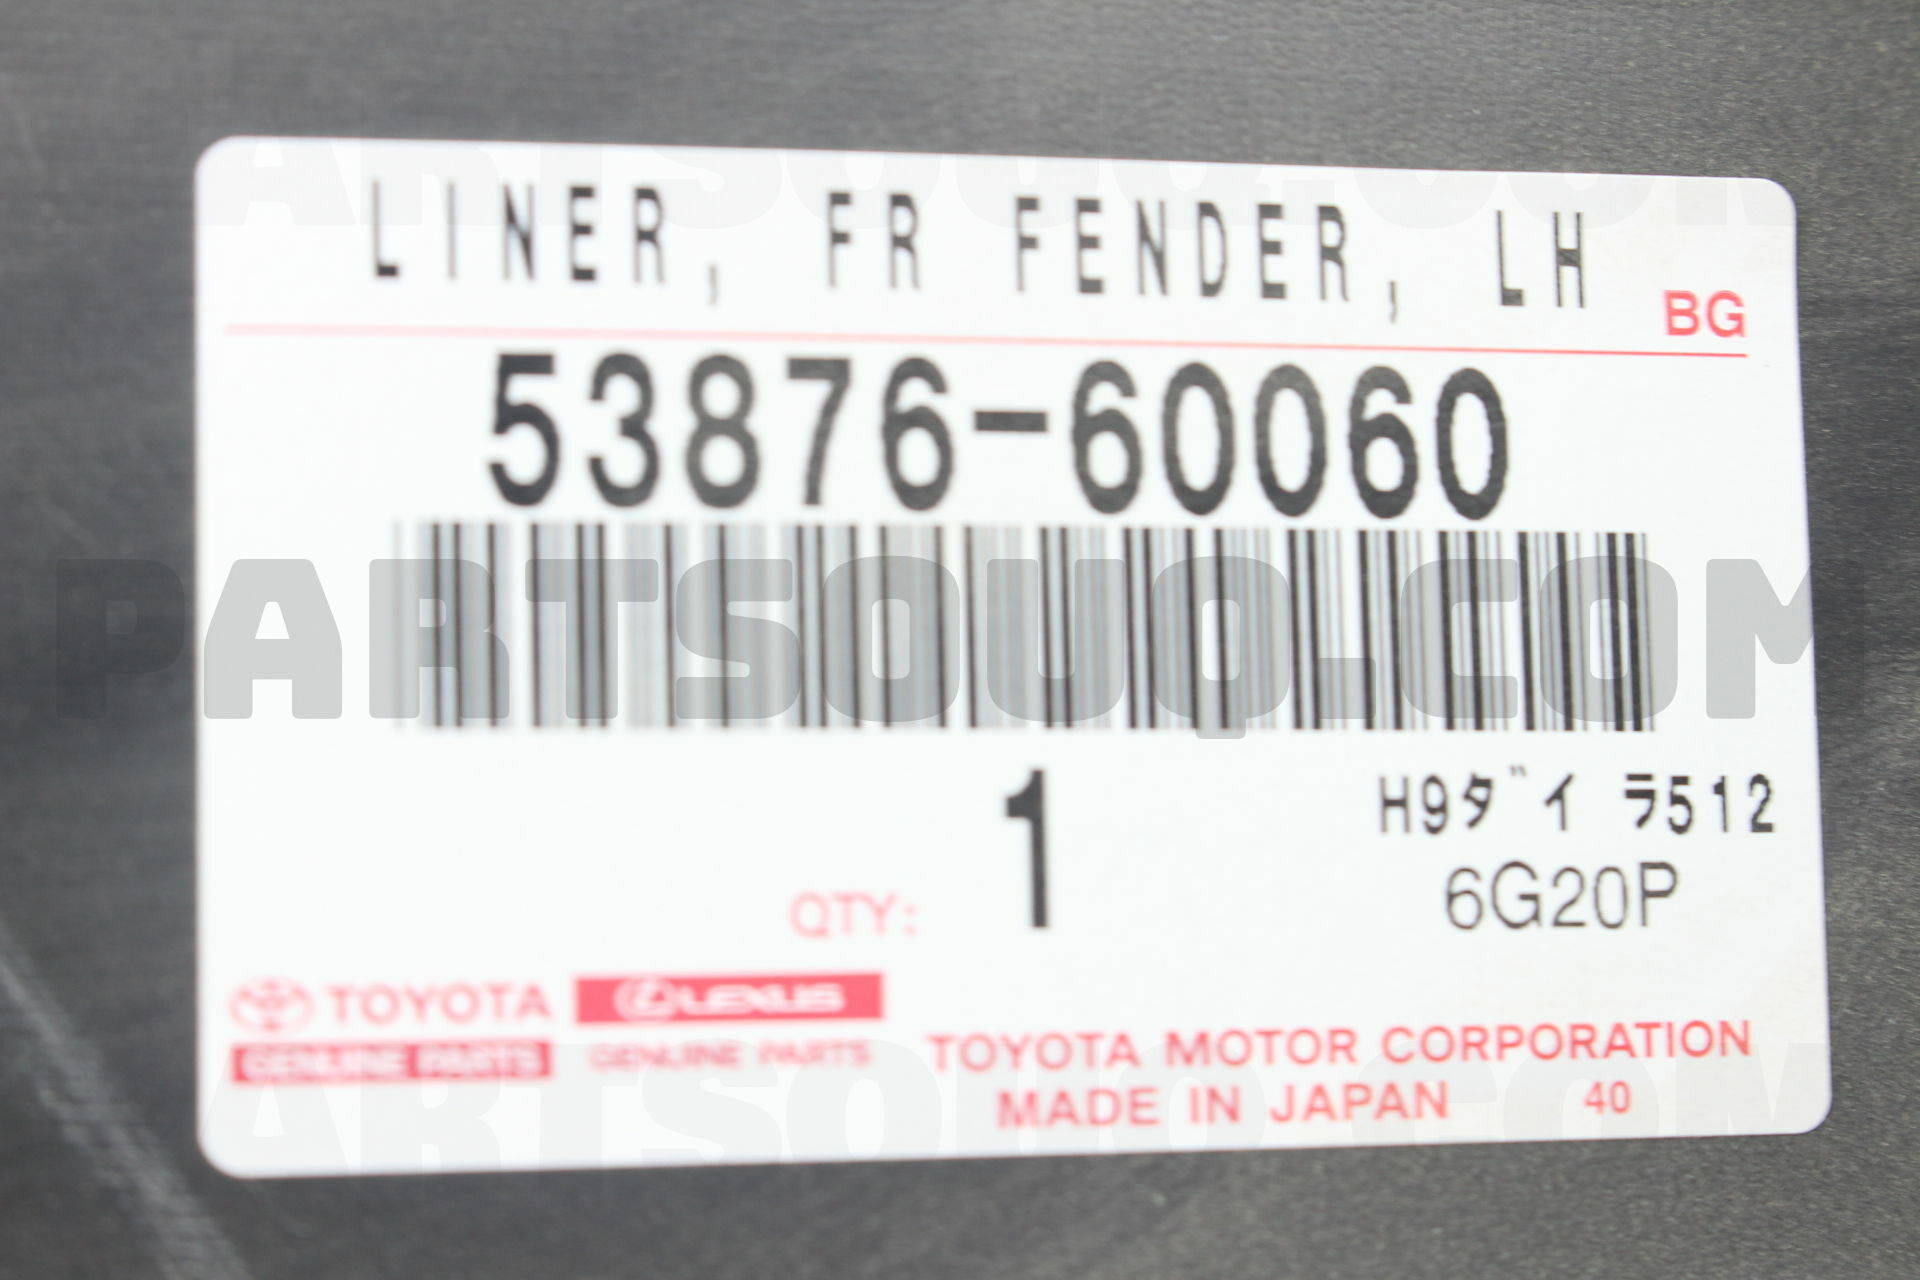 LINER, FR FENDER, LH
BG
53876-60060
PARTSOUQ.COM
1
H9ダイ ラ512
QTY:
6G20P
TOYOTA
LEXUS
GENUINE PARTS
GENUINE PARTS
TOYOTA MOTOR CORPORATION
MADE IN JAPAN
40